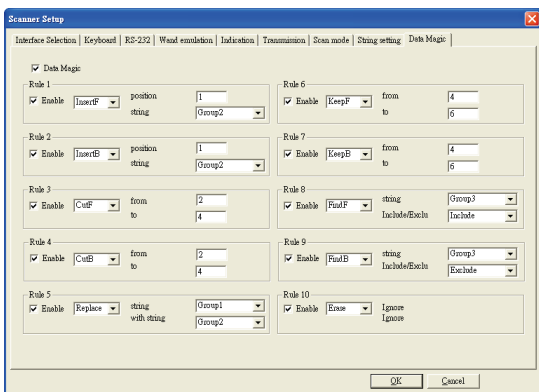 Scanner Setup
Interface Selection Keyboard RS-232 Wand emulation Indication Transmission Scan mode String setting Data Magic
Data Magic
Rule 1
Enable InsertF position 1
string Group2
Rule 2
Enable InsertB position 1
string Group2
Rule 3
Enable CutF from 2
to 4
Rule 4
Enable CutB from 2
to 4
Rule 5
Enable Replace string Group1
with string Group2
Rule 6
Enable KeepF from 4
to 6
Rule 7
Enable KeepB from 4
to 6
Rule 8
Enable FindF string Group3
Include/Exclu Include
Rule 9
Enable FindB string Group3
Include/Exclu Exclude
Rule 10
Enable Erase Ignore
Ignore
OK Cancel